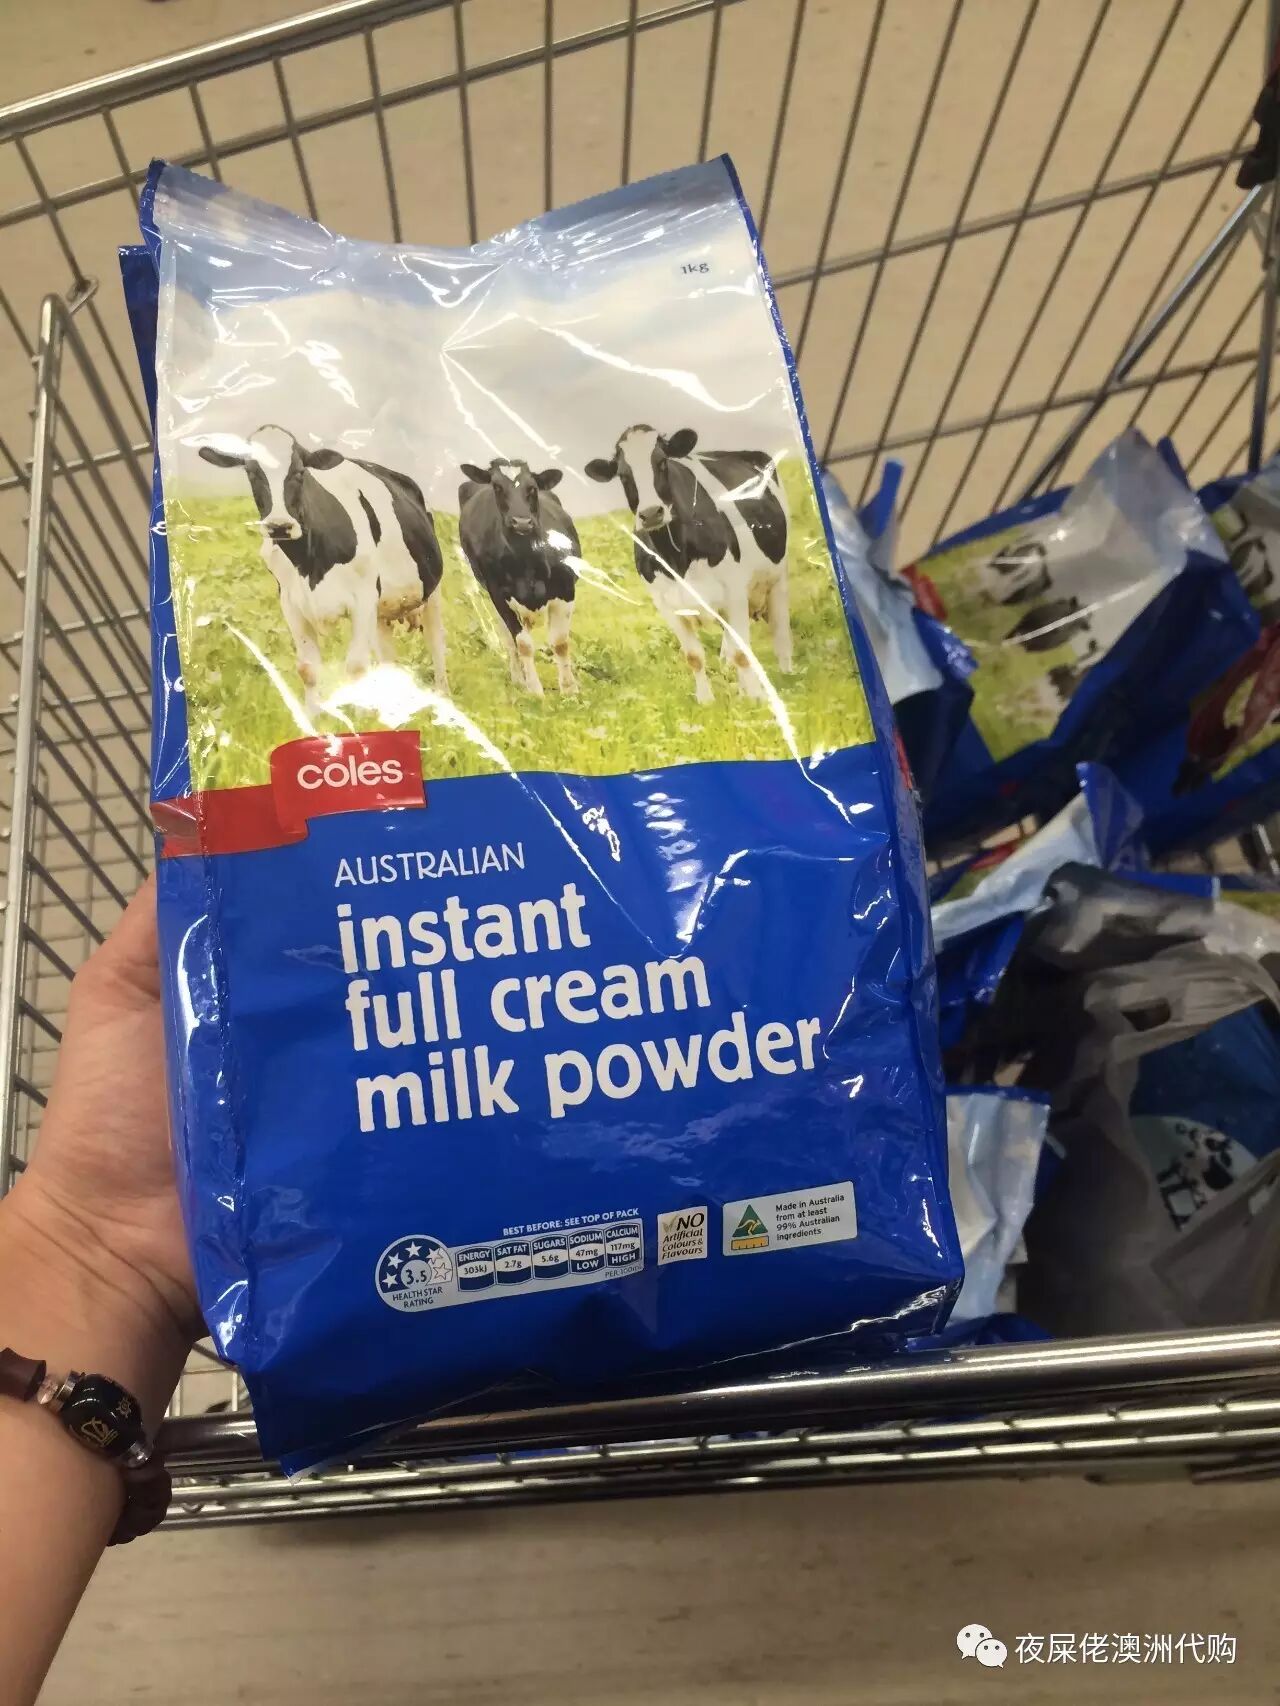 1kg
coles
AUSTRALIAN
instant
full cream
milk powder
BEST BEFORE: SEE TOP OF PACK
3.5
HEALTH STAR
RATING
ENERGY
303kJ
SAT FAT
2.7g
SUGARS
5.6g
SODIUM
47mg
LOW
CALCIUM
117mg
HIGH
PER 100mL
NO
Artificial
Colours &
Flavours
Made in Australia
from at least
99% Australian
ingredients
夜屎佬澳洲代购